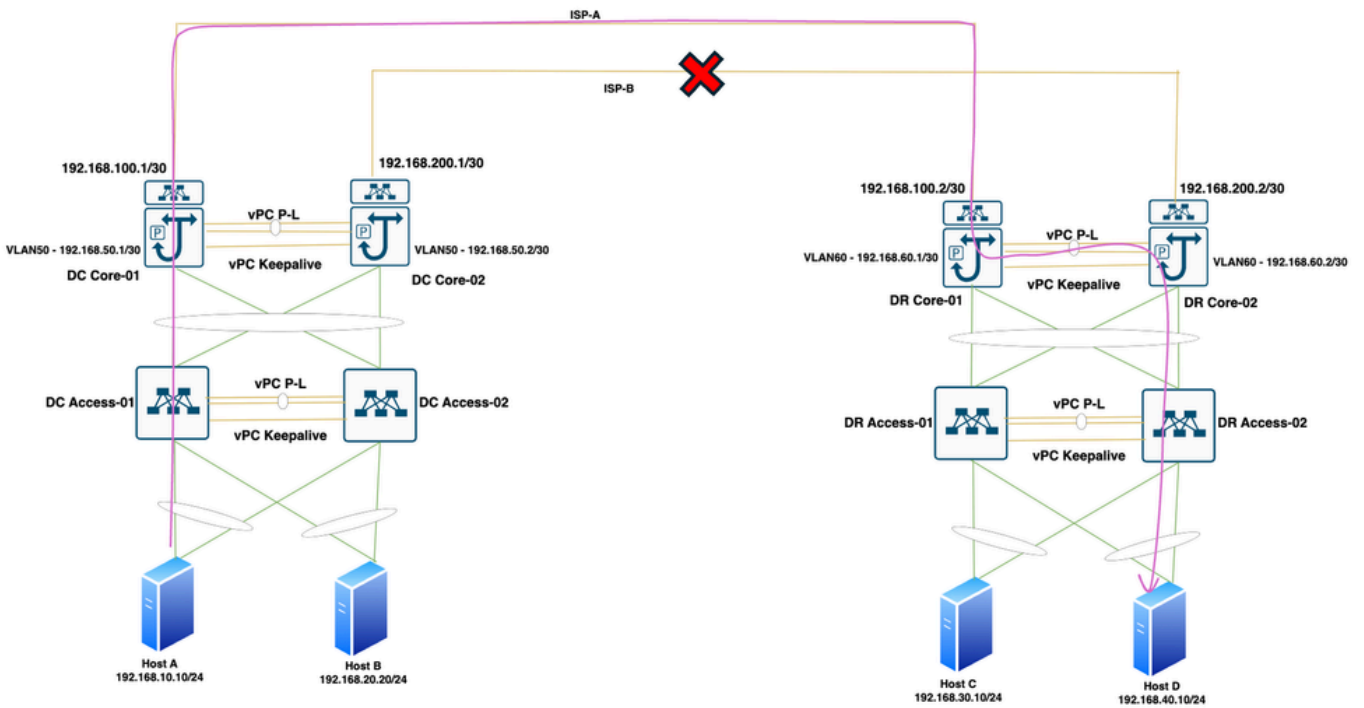 ISP-A
ISP-B
192.168.100.1/30
192.168.200.1/30
P
vPC P-L
P
VLAN50 - 192.168.50.1/30
VLAN50 - 192.168.50.2/30
vPC Keepalive
DC Core-01
DC Core-02
vPC P-L
DC Access-01
DC Access-02
vPC Keepalive
Host A
192.168.10.10/24
Host B
192.168.20.20/24
192.168.100.2/30
192.168.200.2/30
P
vPC P-L
P
VLAN60 - 192.168.60.1/30
VLAN60 - 192.168.60.2/30
vPC Keepalive
DR Core-01
DR Core-02
vPC P-L
DR Access-01
DR Access-02
vPC Keepalive
Host C
192.168.30.10/24
Host D
192.168.40.10/24